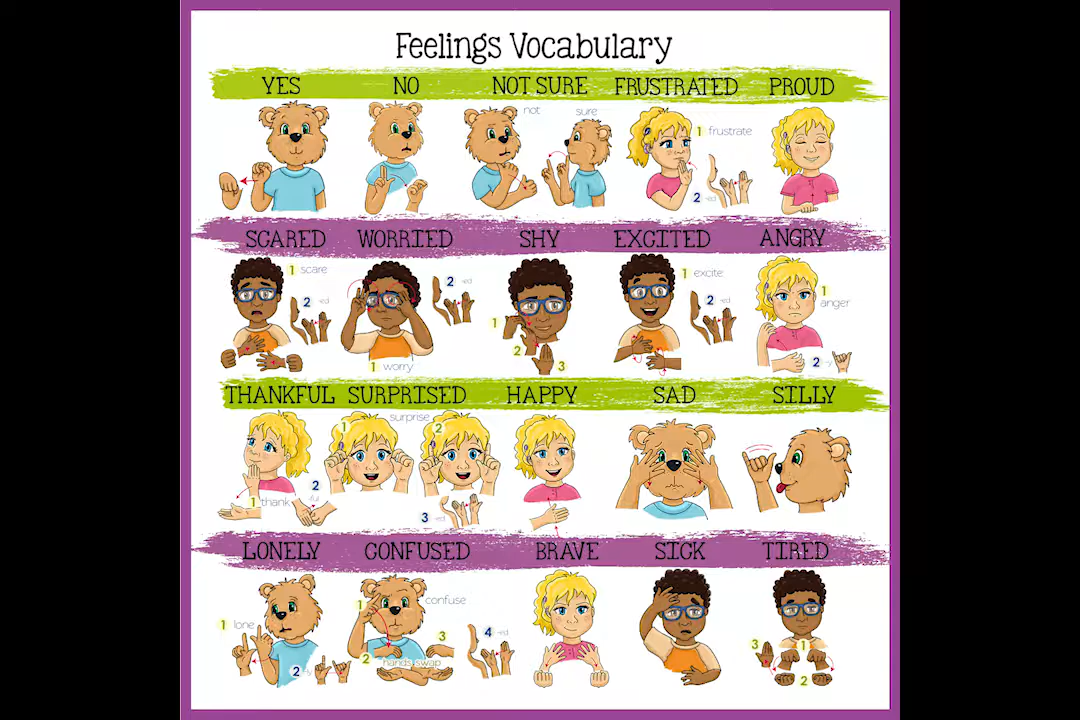 Feelings Vocabulary
YES NO NOT SURE FRUSTRATED PROUD
not sure 1 frustrate
2 -ed
SCARED WORRIED SHY EXCITED ANGRY
1 scare 2 -ed 1 excite 1 anger
2 -ed 1 2 -ed
1 worry 2 3 2 -y
THANKFUL SURPRISED HAPPY SAD SILLY
1 surprise 2
2 -ful
1 thank 3 -ed
LONELY CONFUSED BRAVE SICK TIRED
1 confuse
1 lone 3 4 -ed 3 1
2 -ly 2 hands swap 2